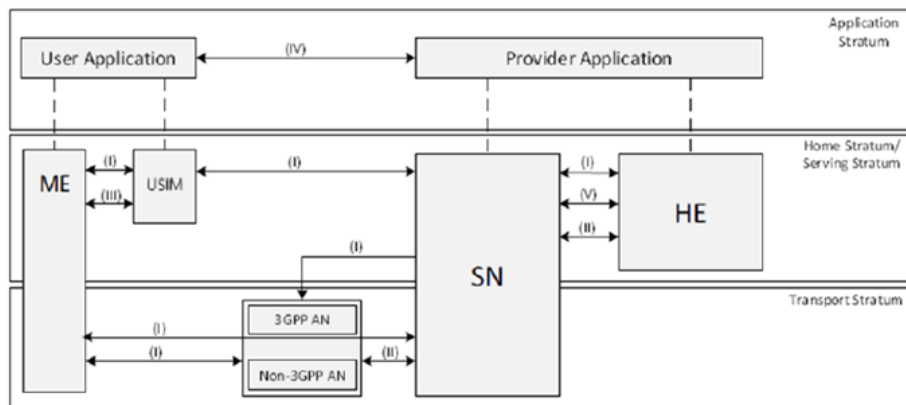 Application
Stratum
User Application
(IV)
Provider Application
Home Stratum/
Serving Stratum
ME
(I)
(III)
USIM
(I)
SN
(I)
(V)
(II)
HE
(I)
Transport Stratum
3GPP AN
(I)
(I)
(II)
Non-3GPP AN